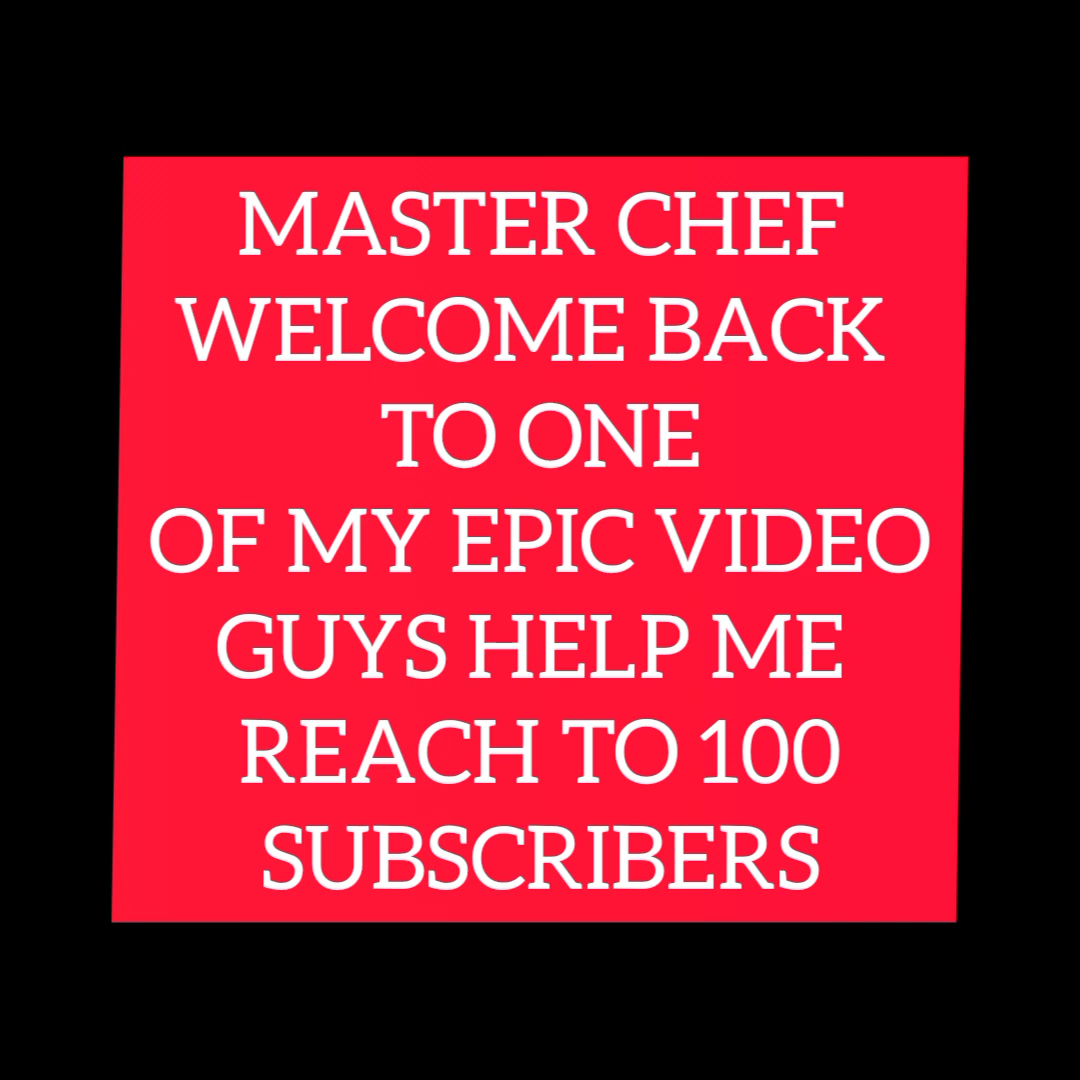 MASTER CHEF
WELCOME BACK
TO ONE
OF MY EPIC VIDEO
GUYS HELP ME
REACH TO 100
SUBSCRIBERS